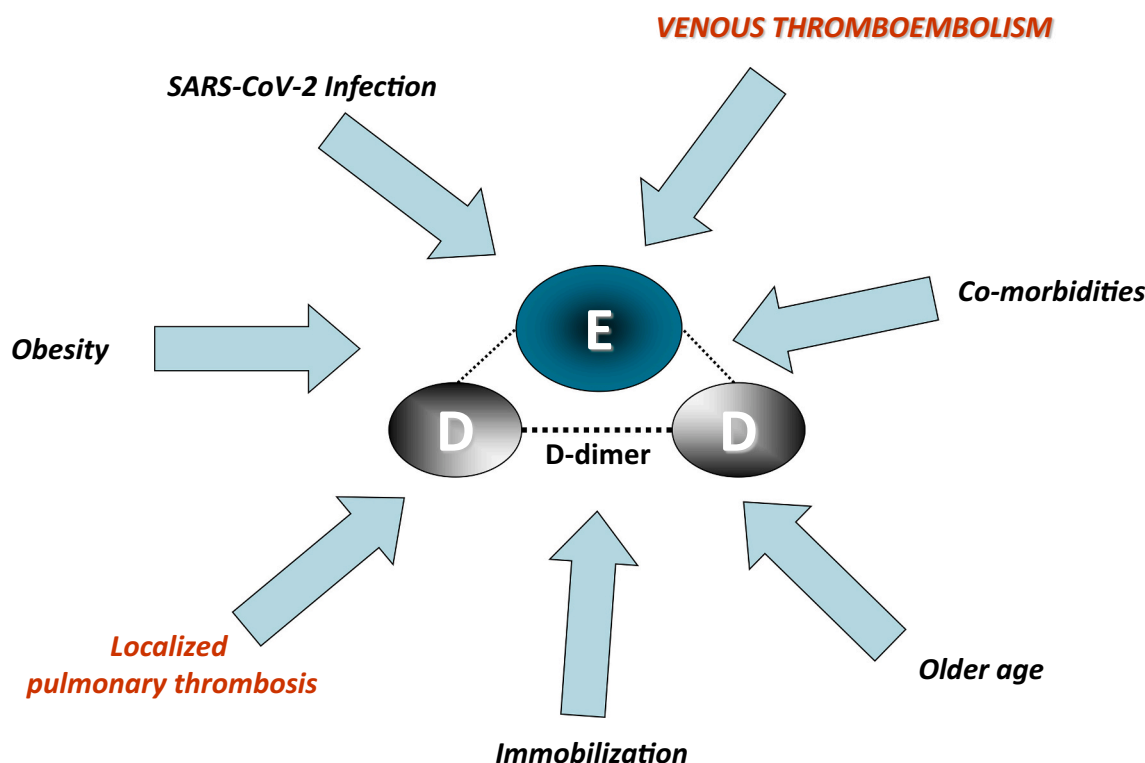 VENOUS THROMBOEMBOLISM
SARS-CoV-2 Infection
Co-morbidities
E
Obesity
D
D
D-dimer
Localized
pulmonary thrombosis
Older age
Immobilization